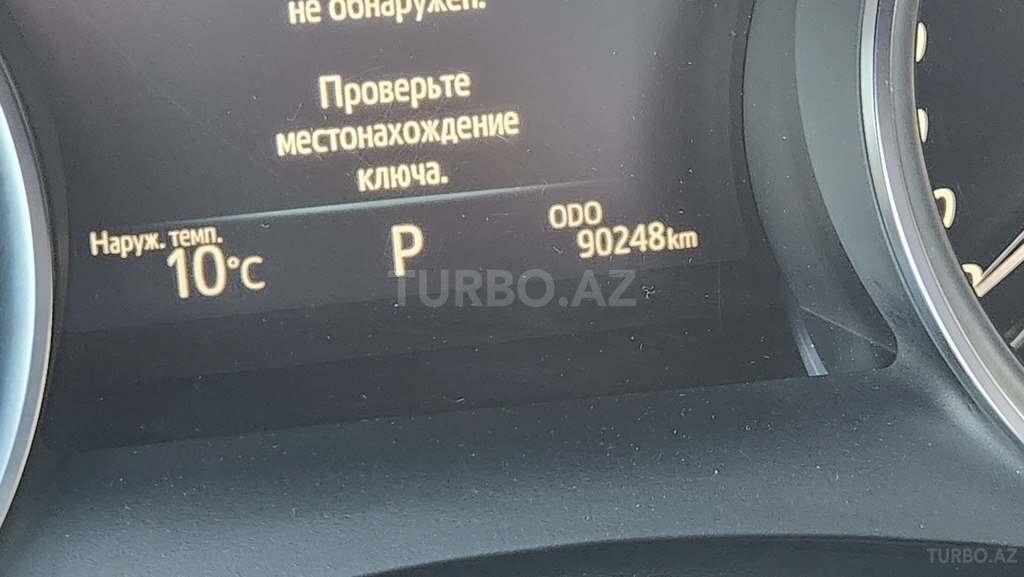 не обнаружен.
Проверьте
местонахождение
ключа.
Наруж. темп.
10°C
P
ODO
90248km
TURBO.AZ
TURBO.AZ